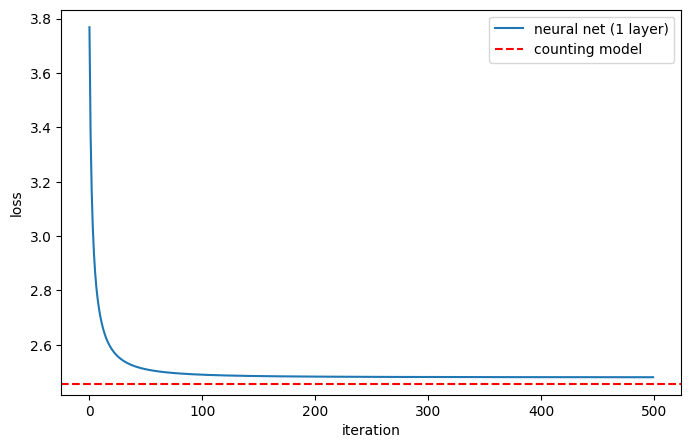 3.8
3.6
3.4
3.2
3.0
2.8
2.6
loss
neural net (1 layer)
counting model
0 100 200 300 400 500
iteration